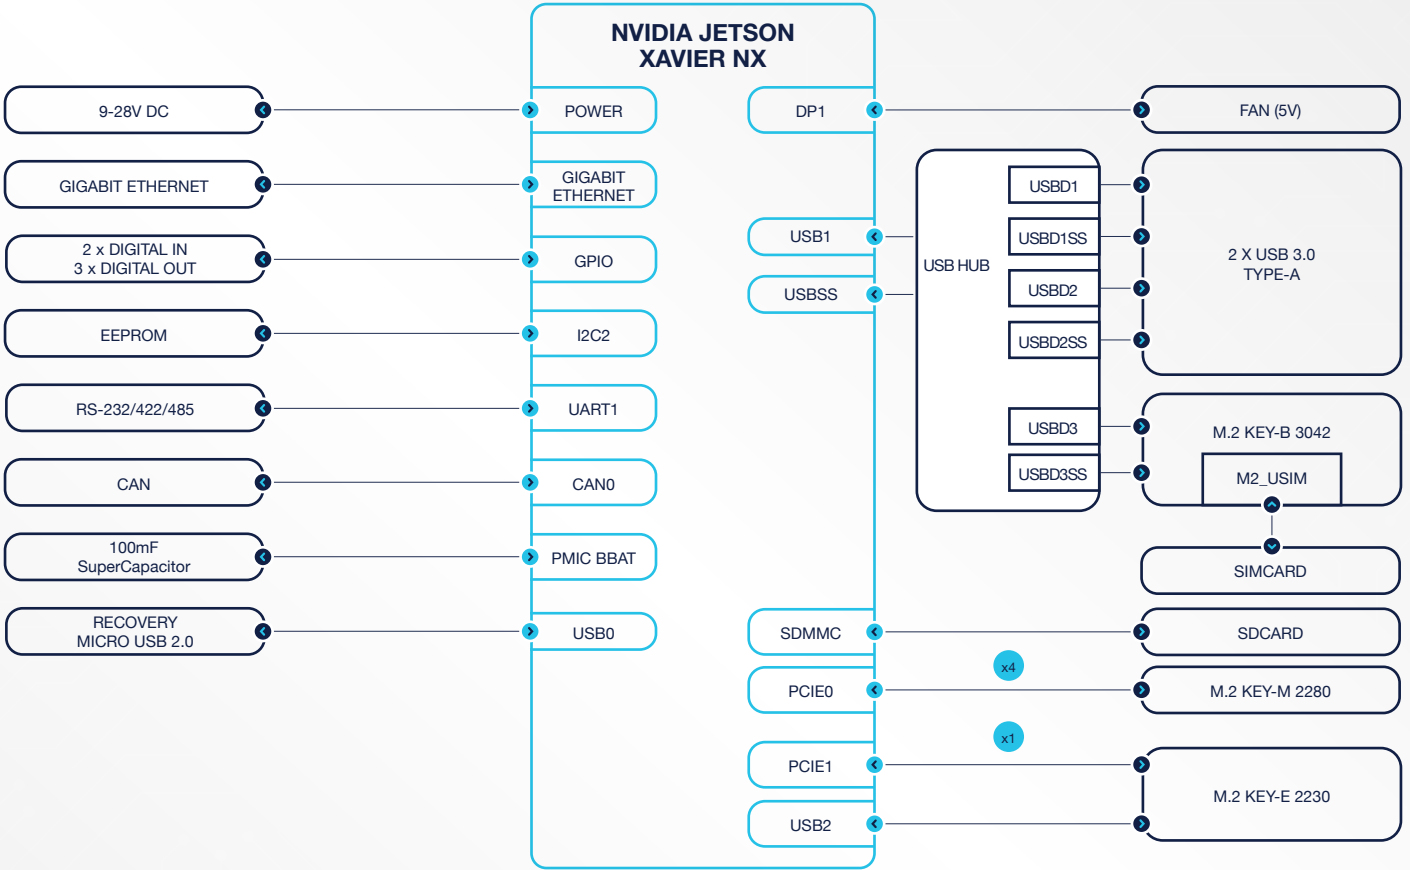 NVIDIA JETSON
XAVIER NX
9-28V DC
POWER
GIGABIT ETHERNET
GIGABIT
ETHERNET
2 x DIGITAL IN
3 x DIGITAL OUT
GPIO
EEPROM
I2C2
RS-232/422/485
UART1
CAN
CAN0
100mF
SuperCapacitor
PMIC BBAT
RECOVERY
MICRO USB 2.0
USB0
DP1
FAN (5V)
USB1
USBSS
USB HUB
USBD1
USBD1SS
USBD2
USBD2SS
USBD3
USBD3SS
2 X USB 3.0
TYPE-A
M.2 KEY-B 3042
M2_USIM
SIMCARD
SDMMC
SDCARD
x4
PCIE0
M.2 KEY-M 2280
x1
PCIE1
USB2
M.2 KEY-E 2230